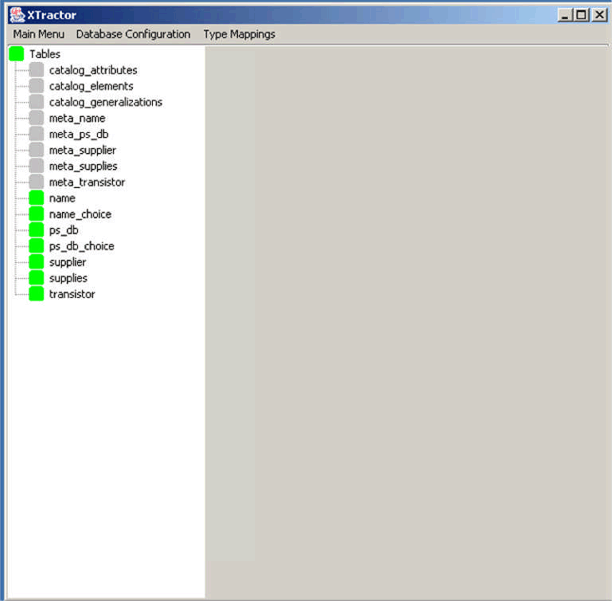 XTractor
Main Menu Database Configuration Type Mappings
Tables
catalog_attributes
catalog_elements
catalog_generalizations
meta_name
meta_ps_db
meta_supplier
meta_supplies
meta_transistor
name
name_choice
ps_db
ps_db_choice
supplier
supplies
transistor